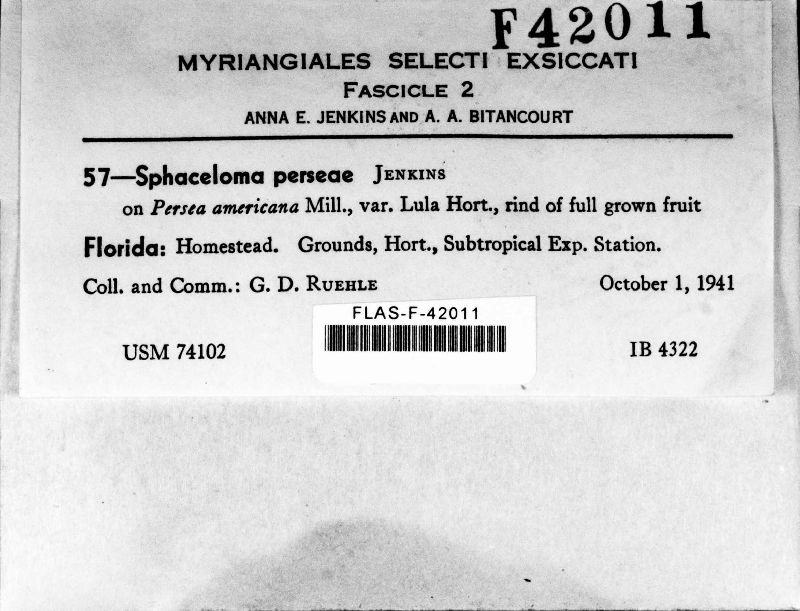 F42011
MYRIANGIALES SELECTI EXSICCATI
FASCICLE 2
ANNA E. JENKINS AND A. A. BITANCOURT
57—Sphaceloma perseae JENKINS
on Persea americana Mill., var. Lula Hort., rind of full grown fruit
Florida: Homestead. Grounds, Hort., Subtropical Exp. Station.
Coll. and Comm.: G. D. RUEHLE October 1, 1941
FLAS-F-42011
USM 74102 IB 4322